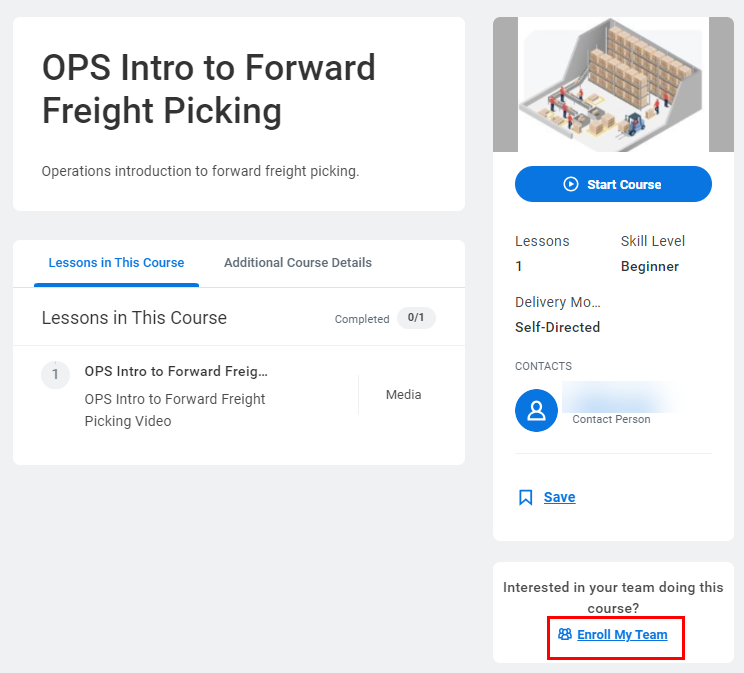 OPS Intro to Forward
Freight Picking
Operations introduction to forward freight picking.
Lessons in This Course
Additional Course Details
Lessons in This Course
Completed
0/1
1
OPS Intro to Forward Freig...
OPS Intro to Forward Freight
Picking Video
Media
Start Course
Lessons
Skill Level
1
Beginner
Delivery Mo...
Self-Directed
CONTACTS
Contact Person
Save
Interested in your team doing this
course?
Enroll My Team